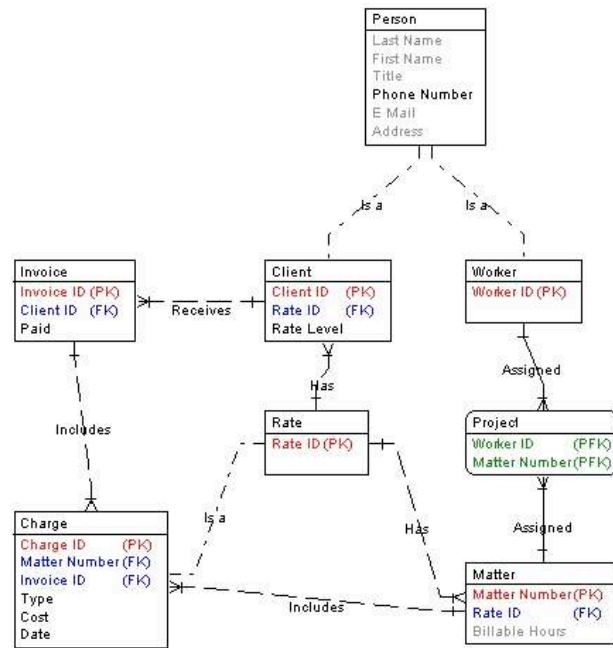 Person
Last Name
First Name
Title
Phone Number
E Mail
Address
Is a
Is a
Invoice
Invoice ID (PK)
Client ID (FK)
Paid
Receives
Client
Client ID (PK)
Rate ID (FK)
Rate Level
Worker
Worker ID (PK)
Has
Assigned
Includes
Rate
Rate ID (PK)
Project
Worker ID (PFK)
Matter Number (PFK)
Is a
Has
Assigned
Charge
Charge ID (PK)
Matter Number (FK)
Invoice ID (FK)
Type
Cost
Date
Includes
Matter
Matter Number (PK)
Rate ID (FK)
Billable Hours